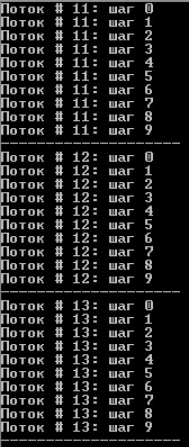 Поток # 11: шаг 0
Поток # 11: шаг 1
Поток # 11: шаг 2
Поток # 11: шаг 3
Поток # 11: шаг 4
Поток # 11: шаг 5
Поток # 11: шаг 6
Поток # 11: шаг 7
Поток # 11: шаг 8
Поток # 11: шаг 9
--------------------
Поток # 12: шаг 0
Поток # 12: шаг 1
Поток # 12: шаг 2
Поток # 12: шаг 3
Поток # 12: шаг 4
Поток # 12: шаг 5
Поток # 12: шаг 6
Поток # 12: шаг 7
Поток # 12: шаг 8
Поток # 12: шаг 9
--------------------
Поток # 13: шаг 0
Поток # 13: шаг 1
Поток # 13: шаг 2
Поток # 13: шаг 3
Поток # 13: шаг 4
Поток # 13: шаг 5
Поток # 13: шаг 6
Поток # 13: шаг 7
Поток # 13: шаг 8
Поток # 13: шаг 9
--------------------